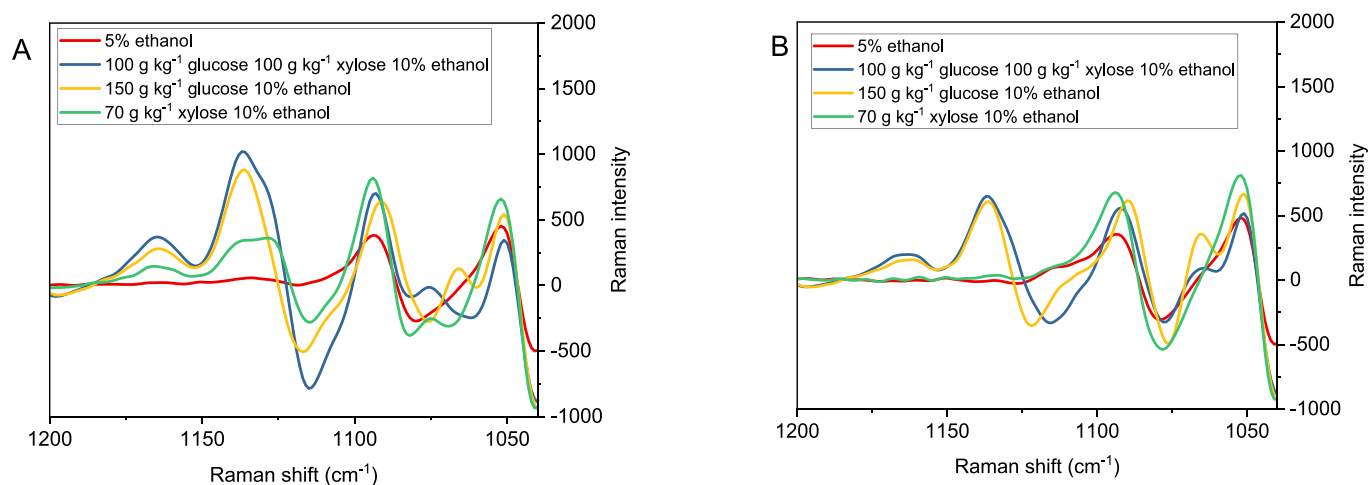 A
5% ethanol
100 g kg⁻¹ glucose 100 g kg⁻¹ xylose 10% ethanol
150 g kg⁻¹ glucose 10% ethanol
70 g kg⁻¹ xylose 10% ethanol
2000
1500
1000
500
0
-500
-1000
Raman intensity
1200
1150
1100
1050
Raman shift (cm⁻¹)
B
5% ethanol
100 g kg⁻¹ glucose 100 g kg⁻¹ xylose 10% ethanol
150 g kg⁻¹ glucose 10% ethanol
70 g kg⁻¹ xylose 10% ethanol
2000
1500
1000
500
0
-500
-1000
Raman intensity
1200
1150
1100
1050
Raman shift (cm⁻¹)